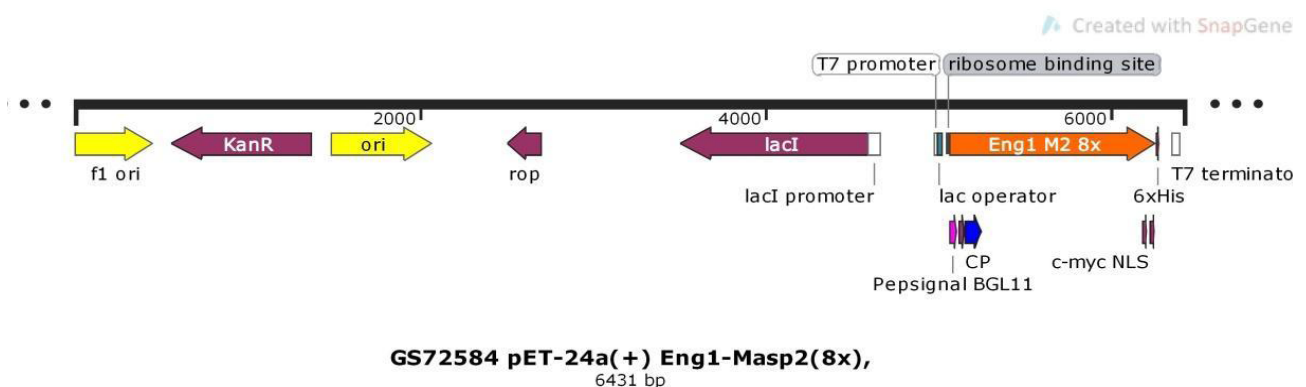 Created with SnapGene
T7 promoter ribosome binding site
2000 4000 6000
KanR ori lacI Eng1 M2 8x
f1 ori rop T7 terminato
lacI promoter lac operator 6xHis
CP c-myc NLS
Pepsignal BGL11
GS72584 pET-24a(+) Eng1-Masp2(8x),
6431 bp